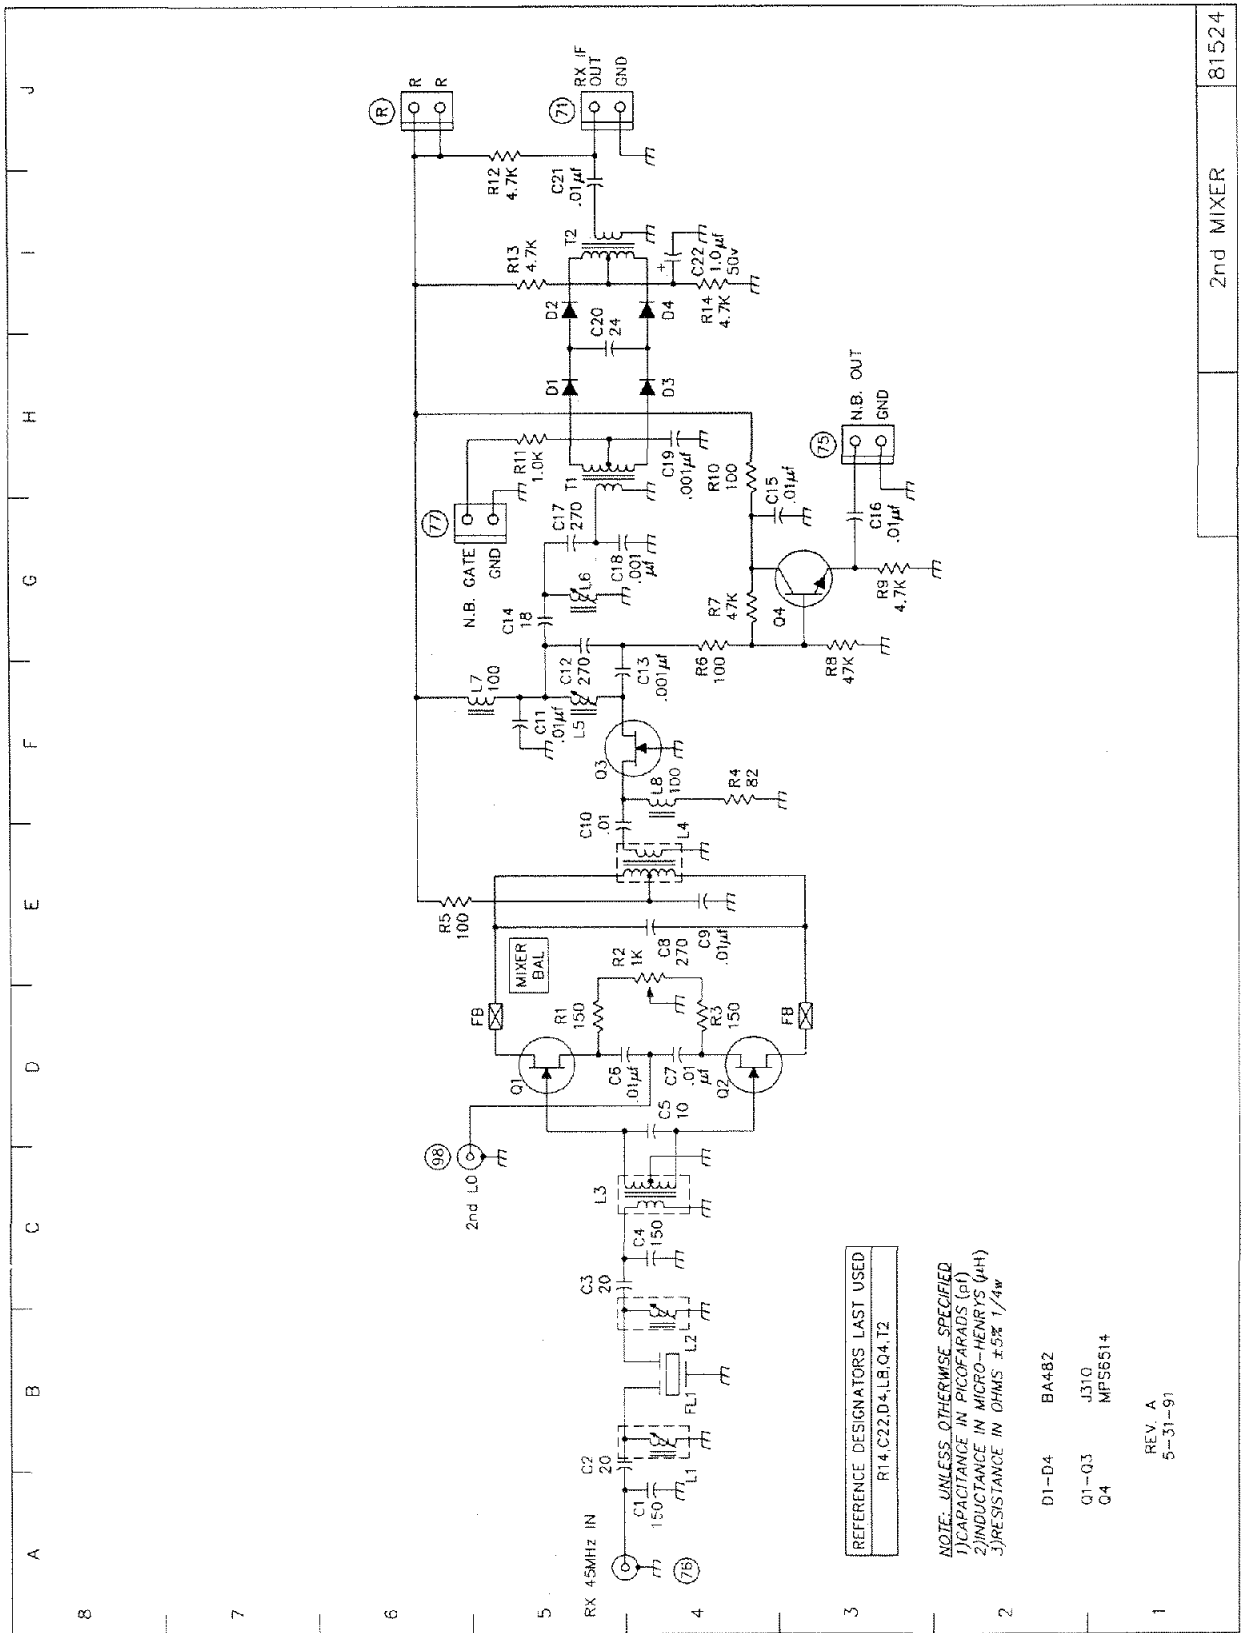 A
B
C
D
E
F
G
H
I
J
8
7
6
5
4
3
2
1
RX 45MHz IN
76
C1
150
C2
20
L1
FL1
L2
C3
20
C4
150
L3
2nd LO
98
C5
10
Q1
Q2
FB
FB
C6
.01µf
C7
.01
µf
R1
150
R3
150
R2
1K
MIXER
BAL
C8
270
C9
.01µf
R5
100
L4
C10
.01
L8
100
R4
82
Q3
L7
100
C11
.01µf
L5
C12
270
C13
.001µf
C14
18
L6
C17
270
C18
.001
µf
R6
100
R7
47K
R8
47K
Q4
R9
4.7K
C15
.01µf
C16
.01µf
R10
100
75
N.B. OUT
GND
77
N.B. GATE
GND
R11
1.0K
T1
C19
.001µf
D1
D3
C20
24
D2
D4
R13
4.7K
R14
4.7K
T2
C22
1.0µf
50v
+
C21
.01µf
R12
4.7K
R
R
R
71
RX IF
OUT
GND
REFERENCE DESIGNATORS LAST USED
R14,C22,D4,L8,Q4,T2
NOTE: UNLESS OTHERWISE SPECIFIED
1)CAPACITANCE IN PICOFARADS (pf)
2)INDUCTANCE IN MICRO-HENRYS (µH)
3)RESISTANCE IN OHMS ±5% 1/4w
D1-D4 BA482
Q1-Q3 J310
Q4 MPS6514
REV. A
5-31-91
2nd MIXER
81524